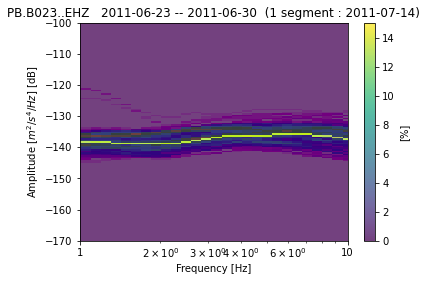 PB.B023..EHZ   2011-06-23 -- 2011-06-30  (1 segment : 2011-07-14)
−100
−110
−120
−130
−140
−150
−160
−170
Amplitude [m²/s⁴/Hz] [dB]
1
2 × 10⁰
3 × 10⁰
4 × 10⁰
6 × 10⁰
10
Frequency [Hz]
14
12
10
8
6
4
2
0
[%]